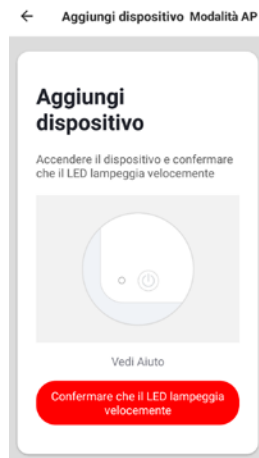 Aggiungi dispositivo Modalità AP
Aggiungi
dispositivo
Accendere il dispositivo e confermare
che il LED lampeggia velocemente
Vedi Aiuto
Confermare che il LED lampeggia
velocemente